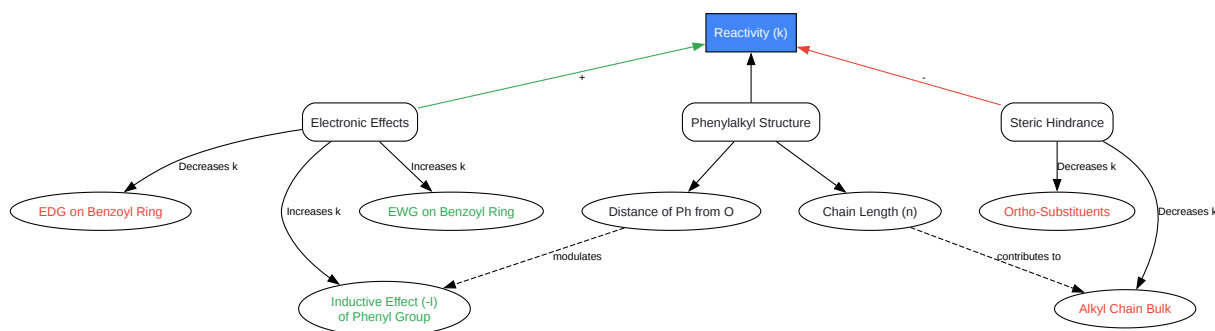 Reactivity (k)
+
-
Electronic Effects
Phenylalkyl Structure
Steric Hindrance
Decreases k
Increases k
Decreases k
EDG on Benzoyl Ring
Increases k
EWG on Benzoyl Ring
Distance of Ph from O
Chain Length (n)
Ortho-Substituents
Decreases k
modulates
contributes to
Inductive Effect (-I)
of Phenyl Group
Alkyl Chain Bulk